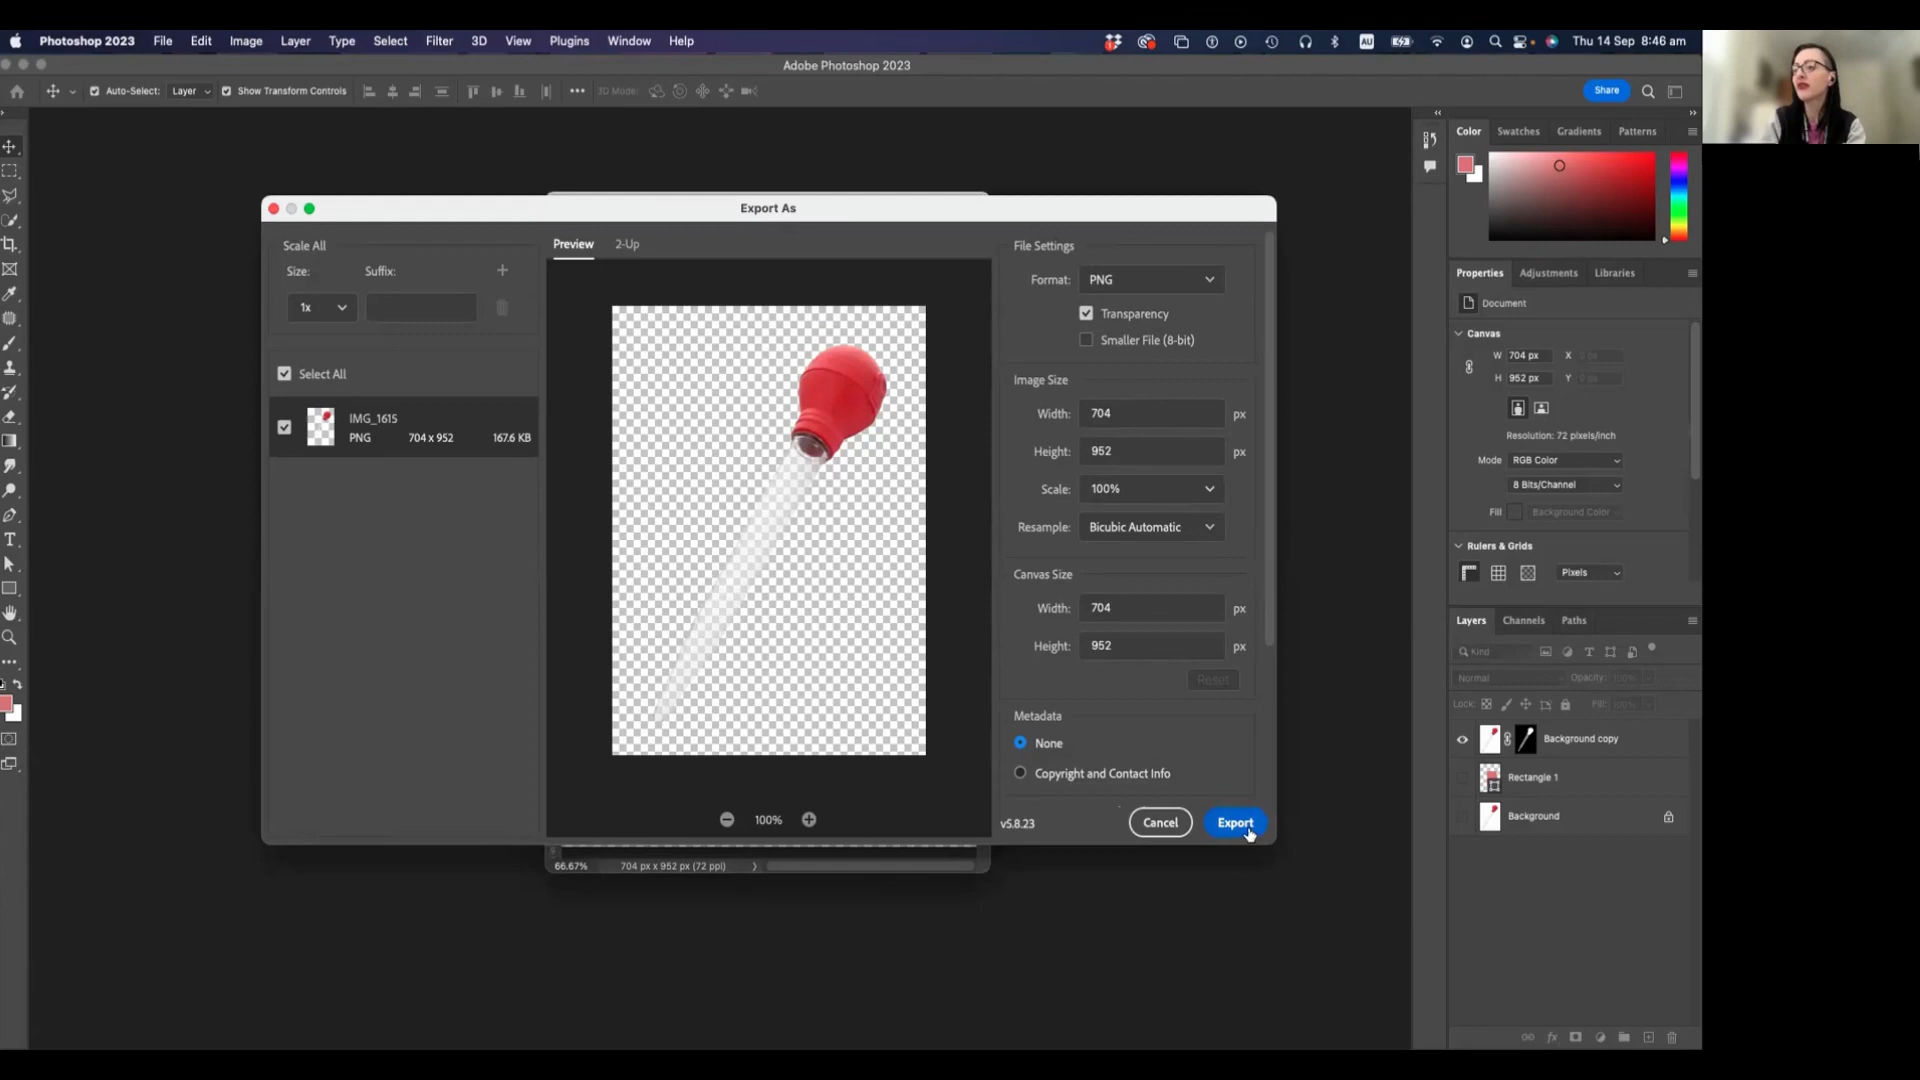 Photoshop 2023 File Edit Image Layer Type Select Filter 3D View Plugins Window Help AU Thu 14 Sep 8:46 am
Adobe Photoshop 2023
Auto-Select: Layer Show Transform Controls 3D Mode: Share
Color Swatches Gradients Patterns
Export As
Scale All
Size: Suffix:
1x
Select All
IMG_1615
PNG 704 x 952 167.6 KB
Preview 2-Up
100%
File Settings
Format: PNG
Transparency
Smaller File (8-bit)
Image Size
Width: 704 px
Height: 952 px
Scale: 100%
Resample: Bicubic Automatic
Canvas Size
Width: 704 px
Height: 952 px
Reset
Metadata
None
Copyright and Contact Info
v5.8.23 Cancel Export
66.67% 704 px x 952 px (72 ppi)
Properties Adjustments Libraries
Document
Canvas
W 704 px X 0 px
H 952 px Y 0 px
Resolution: 72 pixels/inch
Mode RGB Color
8 Bits/Channel
Fill Background Color
Rulers & Grids
Pixels
Layers Channels Paths
Kind
Normal Opacity: 100%
Lock: Fill: 100%
Background copy
Rectangle 1
Background